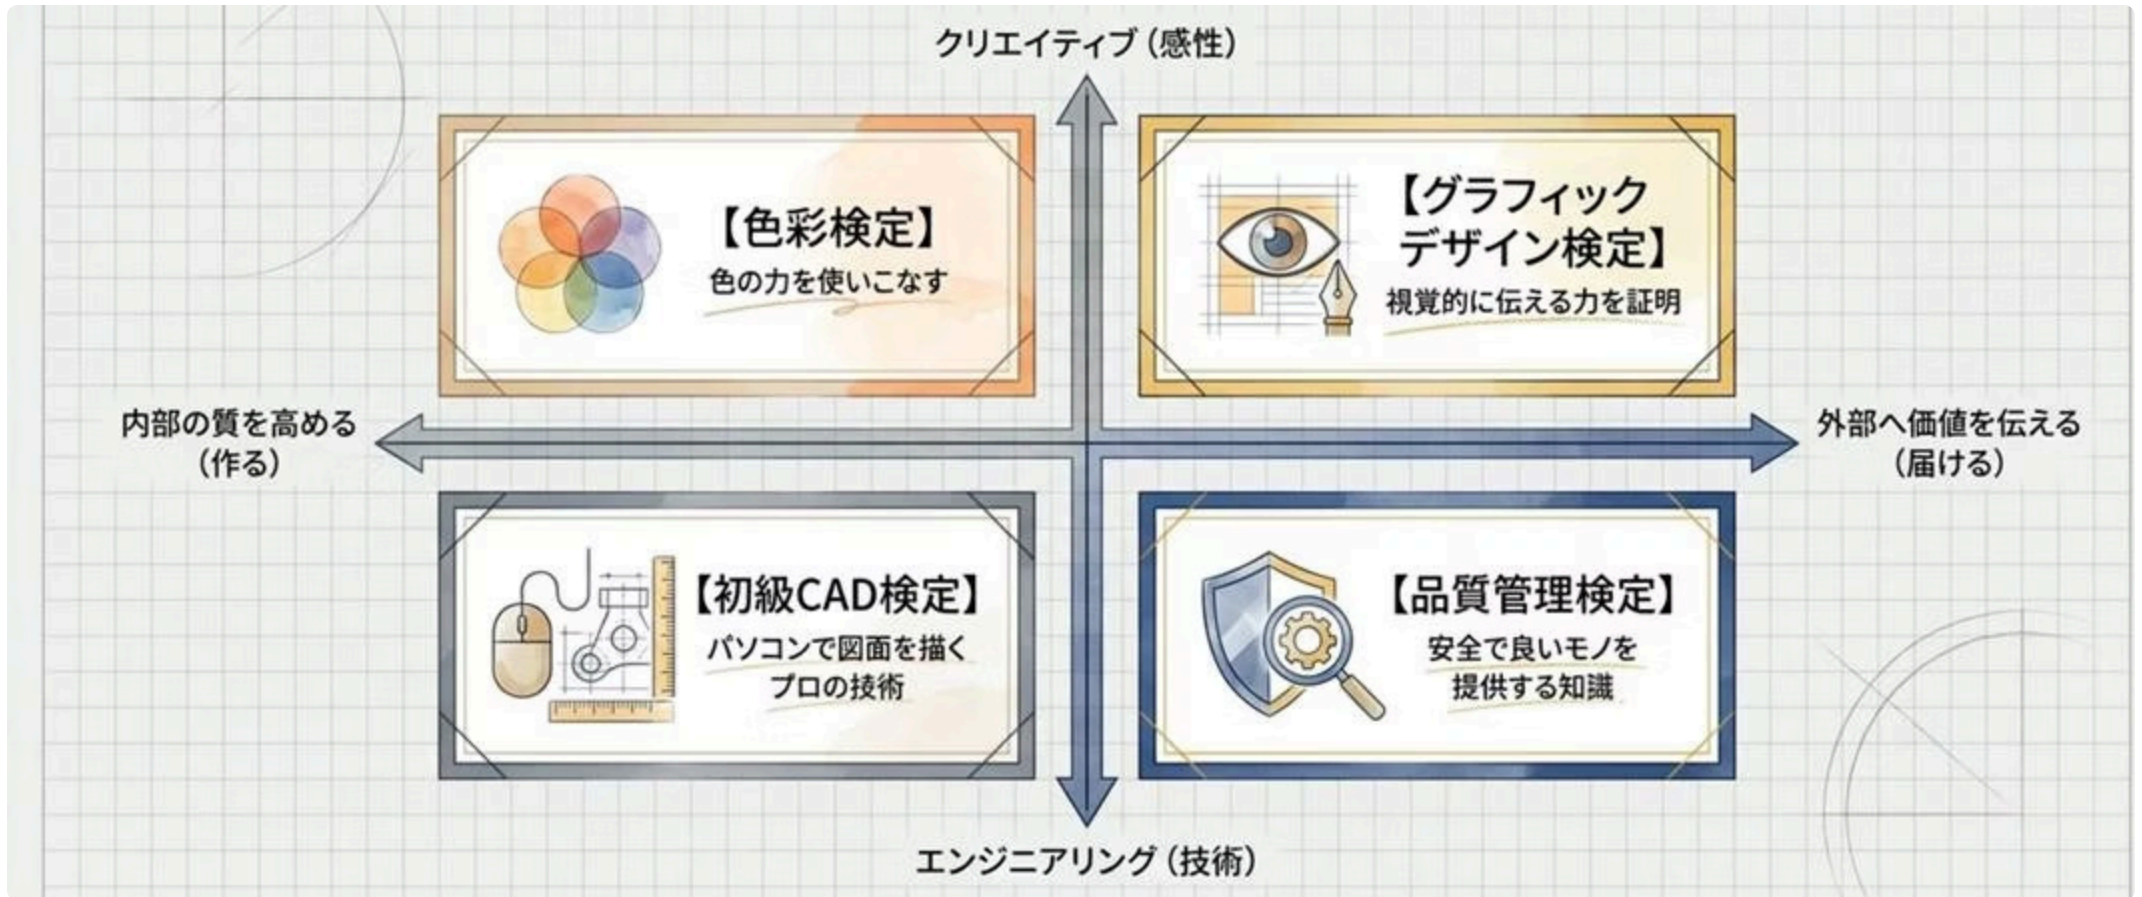 クリエイティブ（感性）
【色彩検定】
色の力を使いこなす
【グラフィック
デザイン検定】
視覚的に伝える力を証明
内部の質を高める
（作る）
外部へ価値を伝える
（届ける）
【初級CAD検定】
パソコンで図面を描く
プロの技術
【品質管理検定】
安全で良いモノを
提供する知識
エンジニアリング（技術）